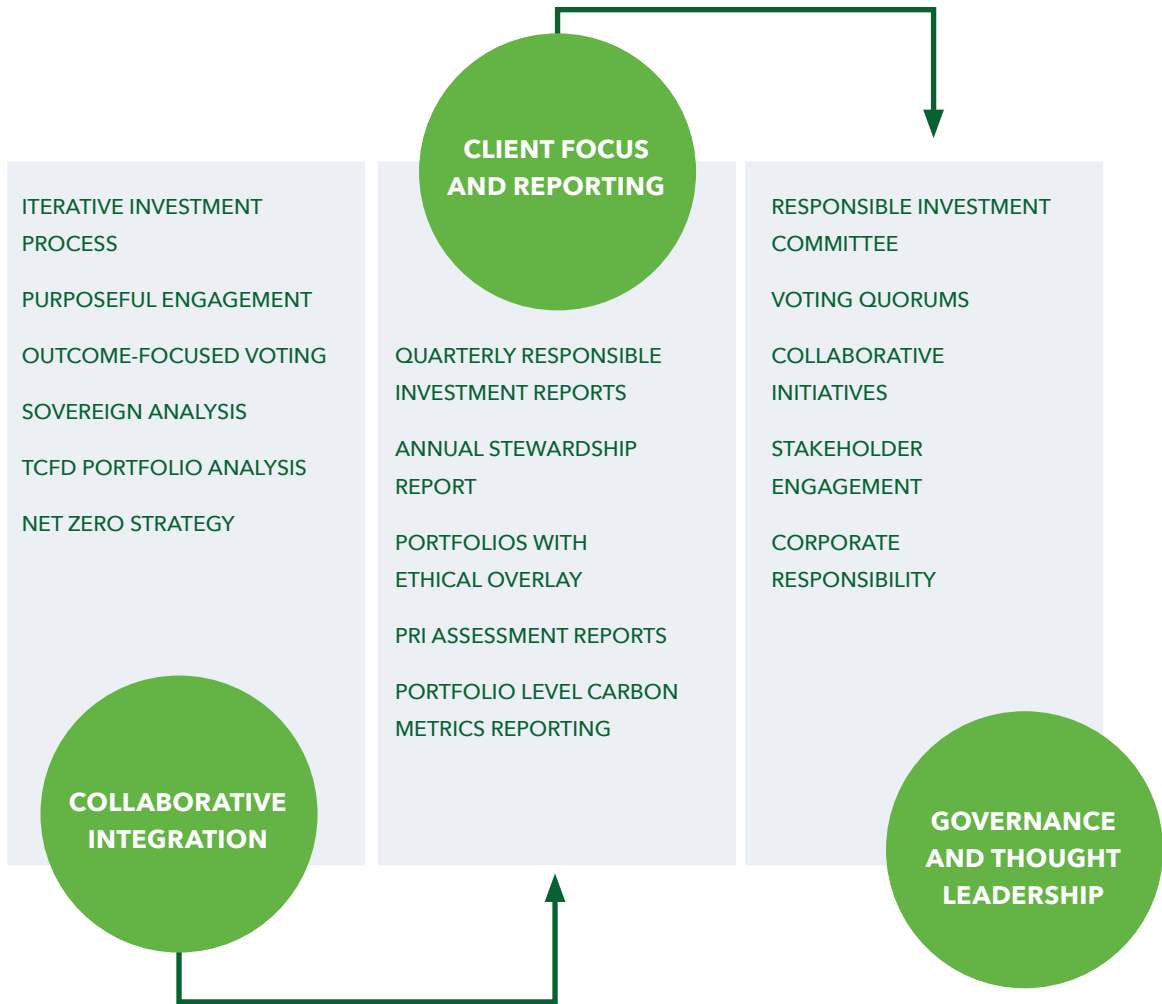 ITERATIVE INVESTMENT
PROCESS
PURPOSEFUL ENGAGEMENT
OUTCOME-FOCUSED VOTING
SOVEREIGN ANALYSIS
TCFD PORTFOLIO ANALYSIS
NET ZERO STRATEGY
COLLABORATIVE
INTEGRATION
CLIENT FOCUS
AND REPORTING
QUARTERLY RESPONSIBLE
INVESTMENT REPORTS
ANNUAL STEWARDSHIP
REPORT
PORTFOLIOS WITH
ETHICAL OVERLAY
PRI ASSESSMENT REPORTS
PORTFOLIO LEVEL CARBON
METRICS REPORTING
RESPONSIBLE INVESTMENT
COMMITTEE
VOTING QUORUMS
COLLABORATIVE
INITIATIVES
STAKEHOLDER
ENGAGEMENT
CORPORATE
RESPONSIBILITY
GOVERNANCE
AND THOUGHT
LEADERSHIP